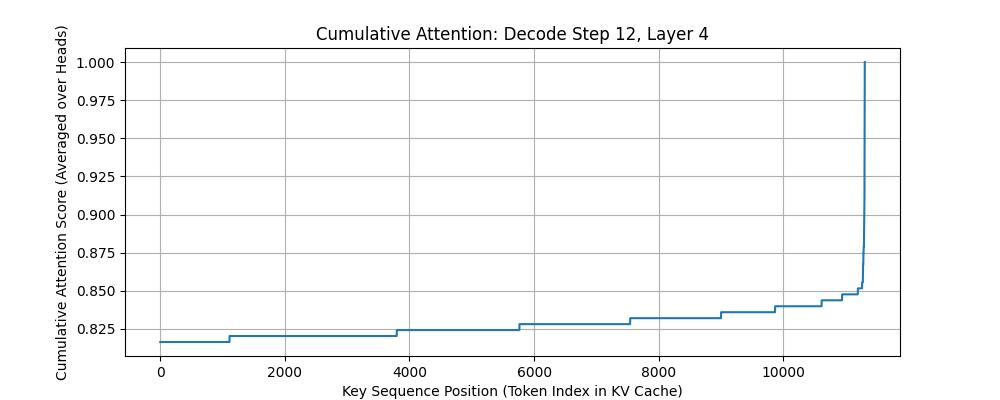 Cumulative Attention: Decode Step 12, Layer 4
Cumulative Attention Score (Averaged over Heads)
1.000
0.975
0.950
0.925
0.900
0.875
0.850
0.825
0 2000 4000 6000 8000 10000
Key Sequence Position (Token Index in KV Cache)